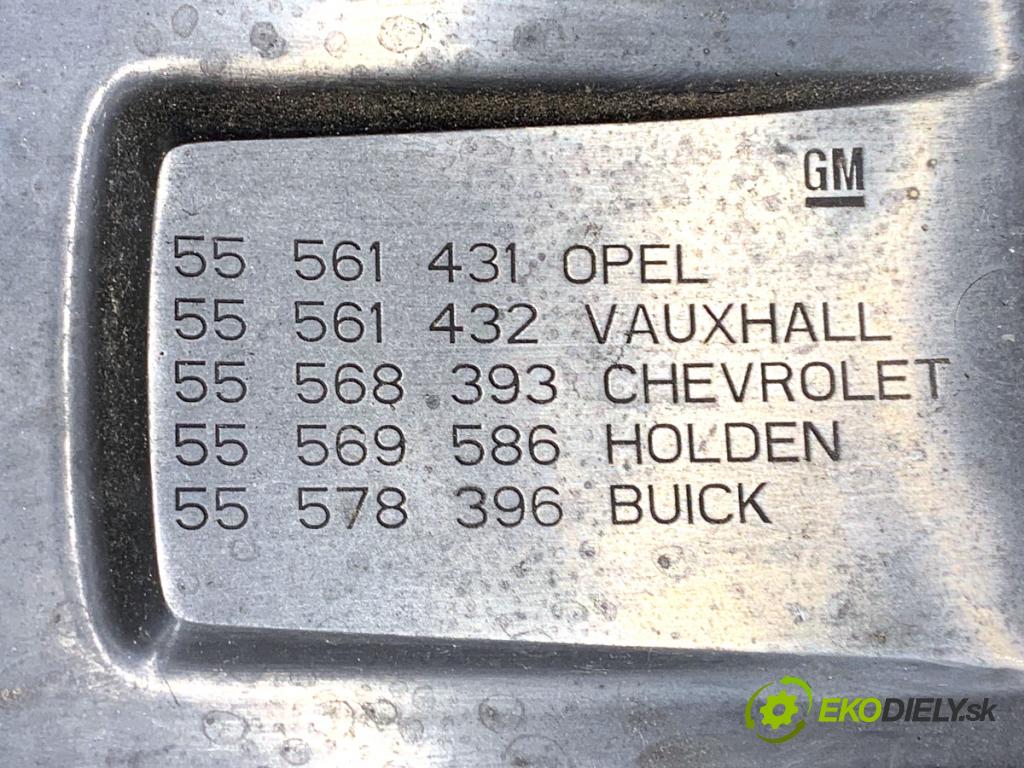 GM
55 561 431 OPEL
55 561 432 VAUXHALL
55 568 393 CHEVROLET
55 569 586 HOLDEN
55 578 396 BUICK
EKODIELY.sk